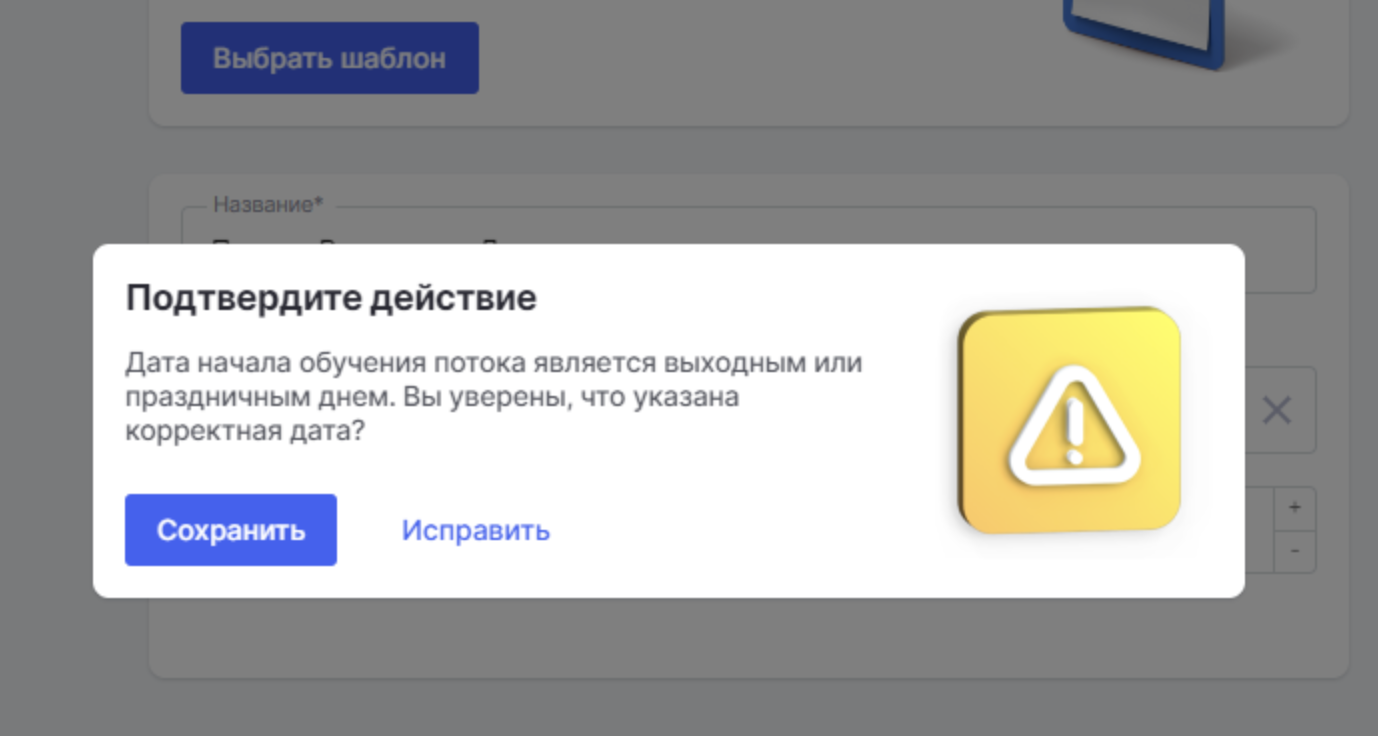 Выбрать шаблон
Название*
Подтвердите действие
Дата начала обучения потока является выходным или
праздничным днем. Вы уверены, что указана
корректная дата?
Сохранить
Исправить
+
-